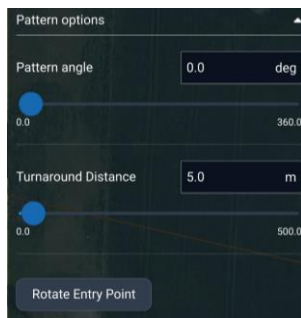 Pattern options
Pattern angle 0.0 deg
0.0 360.0
Turnaround Distance 5.0 m
0.0 500.0
Rotate Entry Point